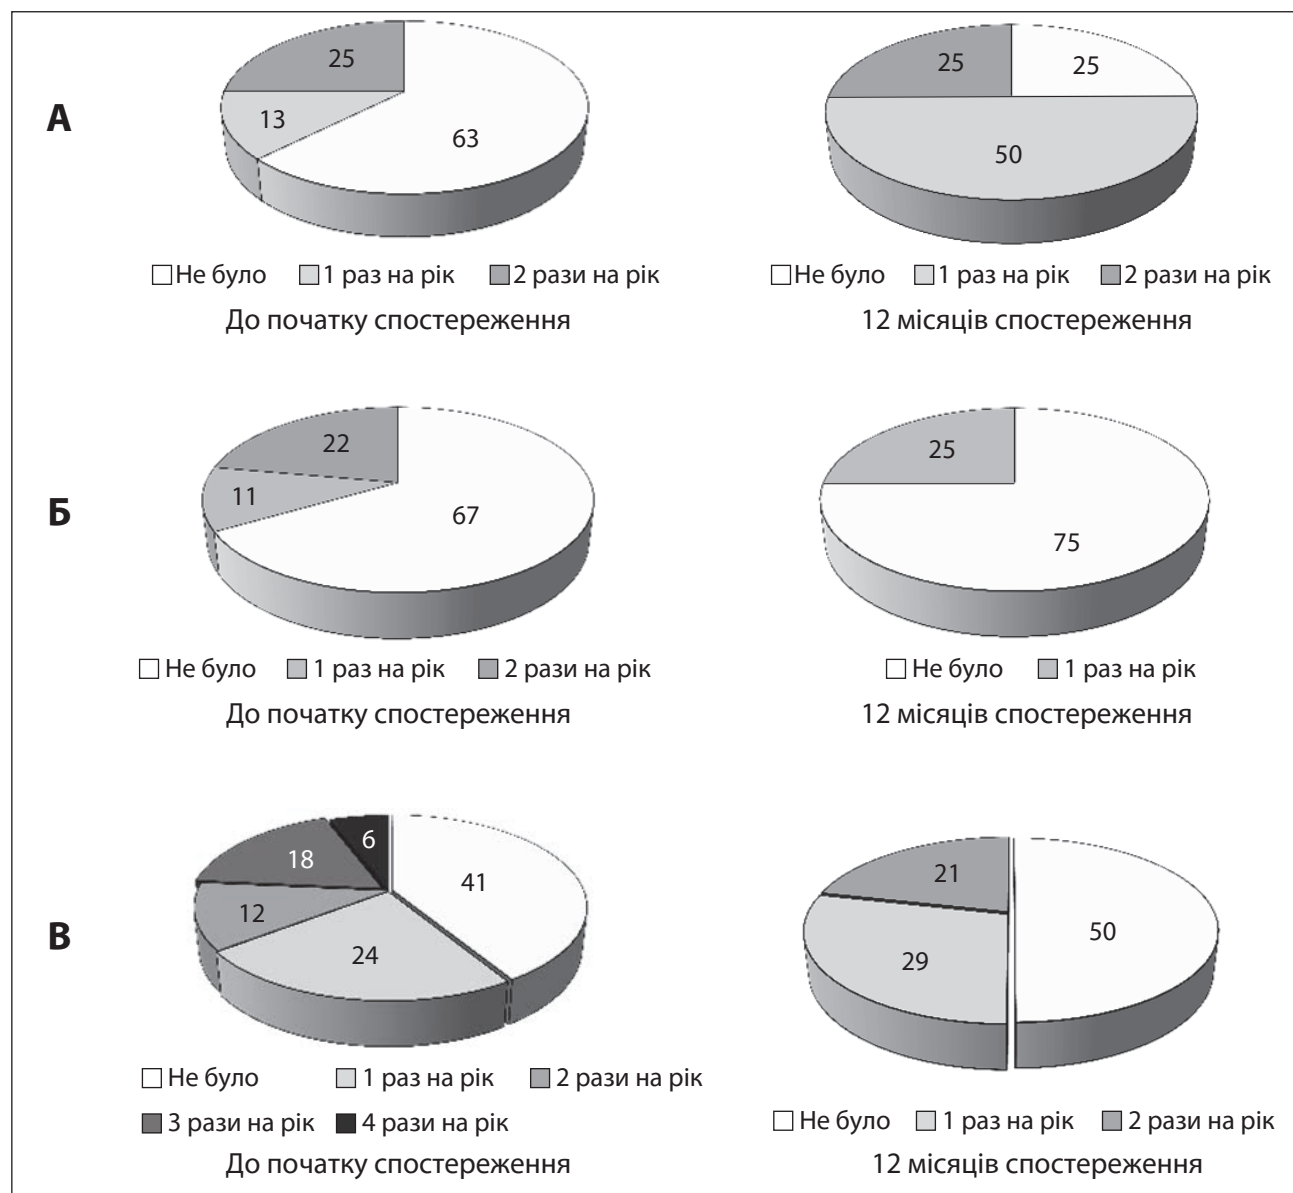 А
25
13
63
25
25
50
Не було 1 раз на рік 2 рази на рік
Не було 1 раз на рік 2 рази на рік
До початку спостереження
12 місяців спостереження
Б
22
11
67
25
75
Не було 1 раз на рік 2 рази на рік
Не було 1 раз на рік
До початку спостереження
12 місяців спостереження
В
6
18
41
12
24
21
50
29
Не було 1 раз на рік 2 рази на рік
3 рази на рік 4 рази на рік
Не було 1 раз на рік 2 рази на рік
До початку спостереження
12 місяців спостереження